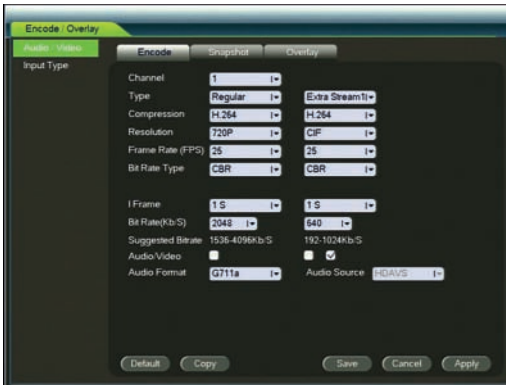 Encode / Overlay
Audio / Video
Input Type
Encode Snapshot Overlay
Channel 1
Type Regular Extra Stream1
Compression H.264 H.264
Resolution 720P CIF
Frame Rate (FPS) 25 25
Bit Rate Type CBR CBR
I Frame 1 S 1 S
Bit Rate(Kb/S) 2048 640
Suggested Bitrate 1536-4096Kb/S 192-1024Kb/S
Audio/Video
Audio Format G711a Audio Source HDAVS
Default Copy Save Cancel Apply